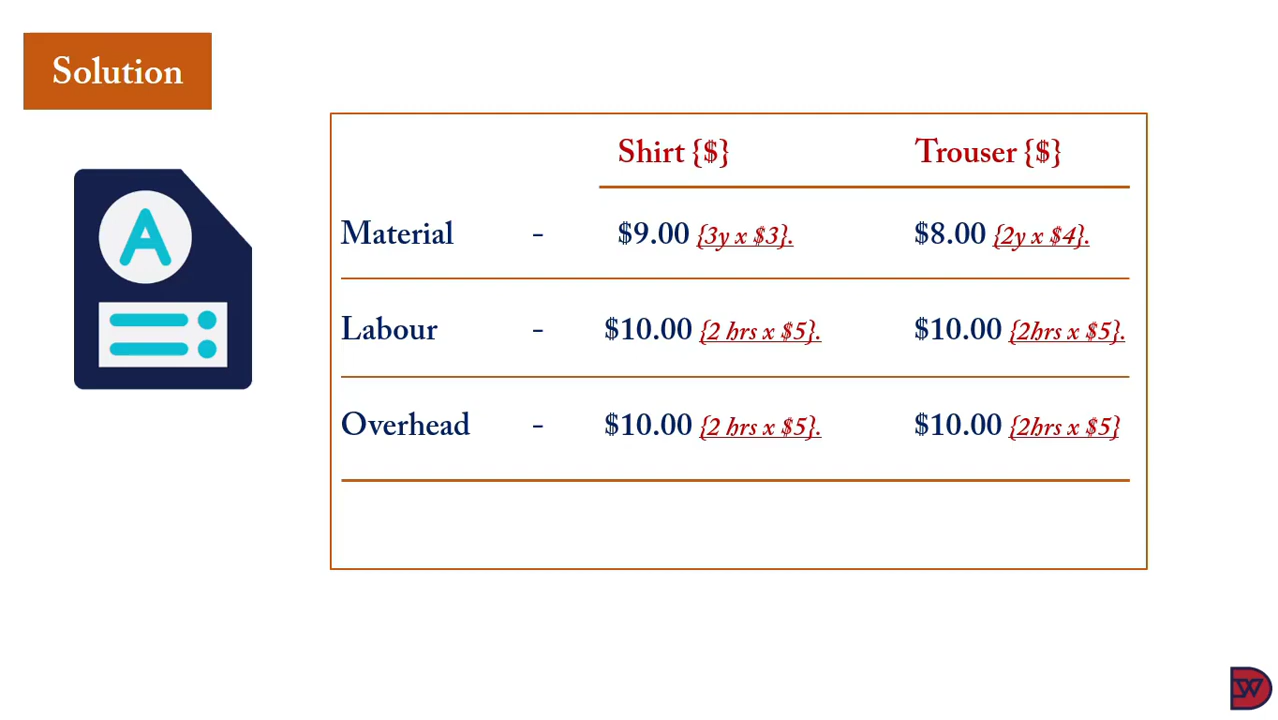 Solution
A
Shirt {$} Trouser {$}
Material - $9.00 {3y x $3}. $8.00 {2y x $4}.
Labour - $10.00 {2 hrs x $5}. $10.00 {2hrs x $5}.
Overhead - $10.00 {2 hrs x $5}. $10.00 {2hrs x $5}
DW